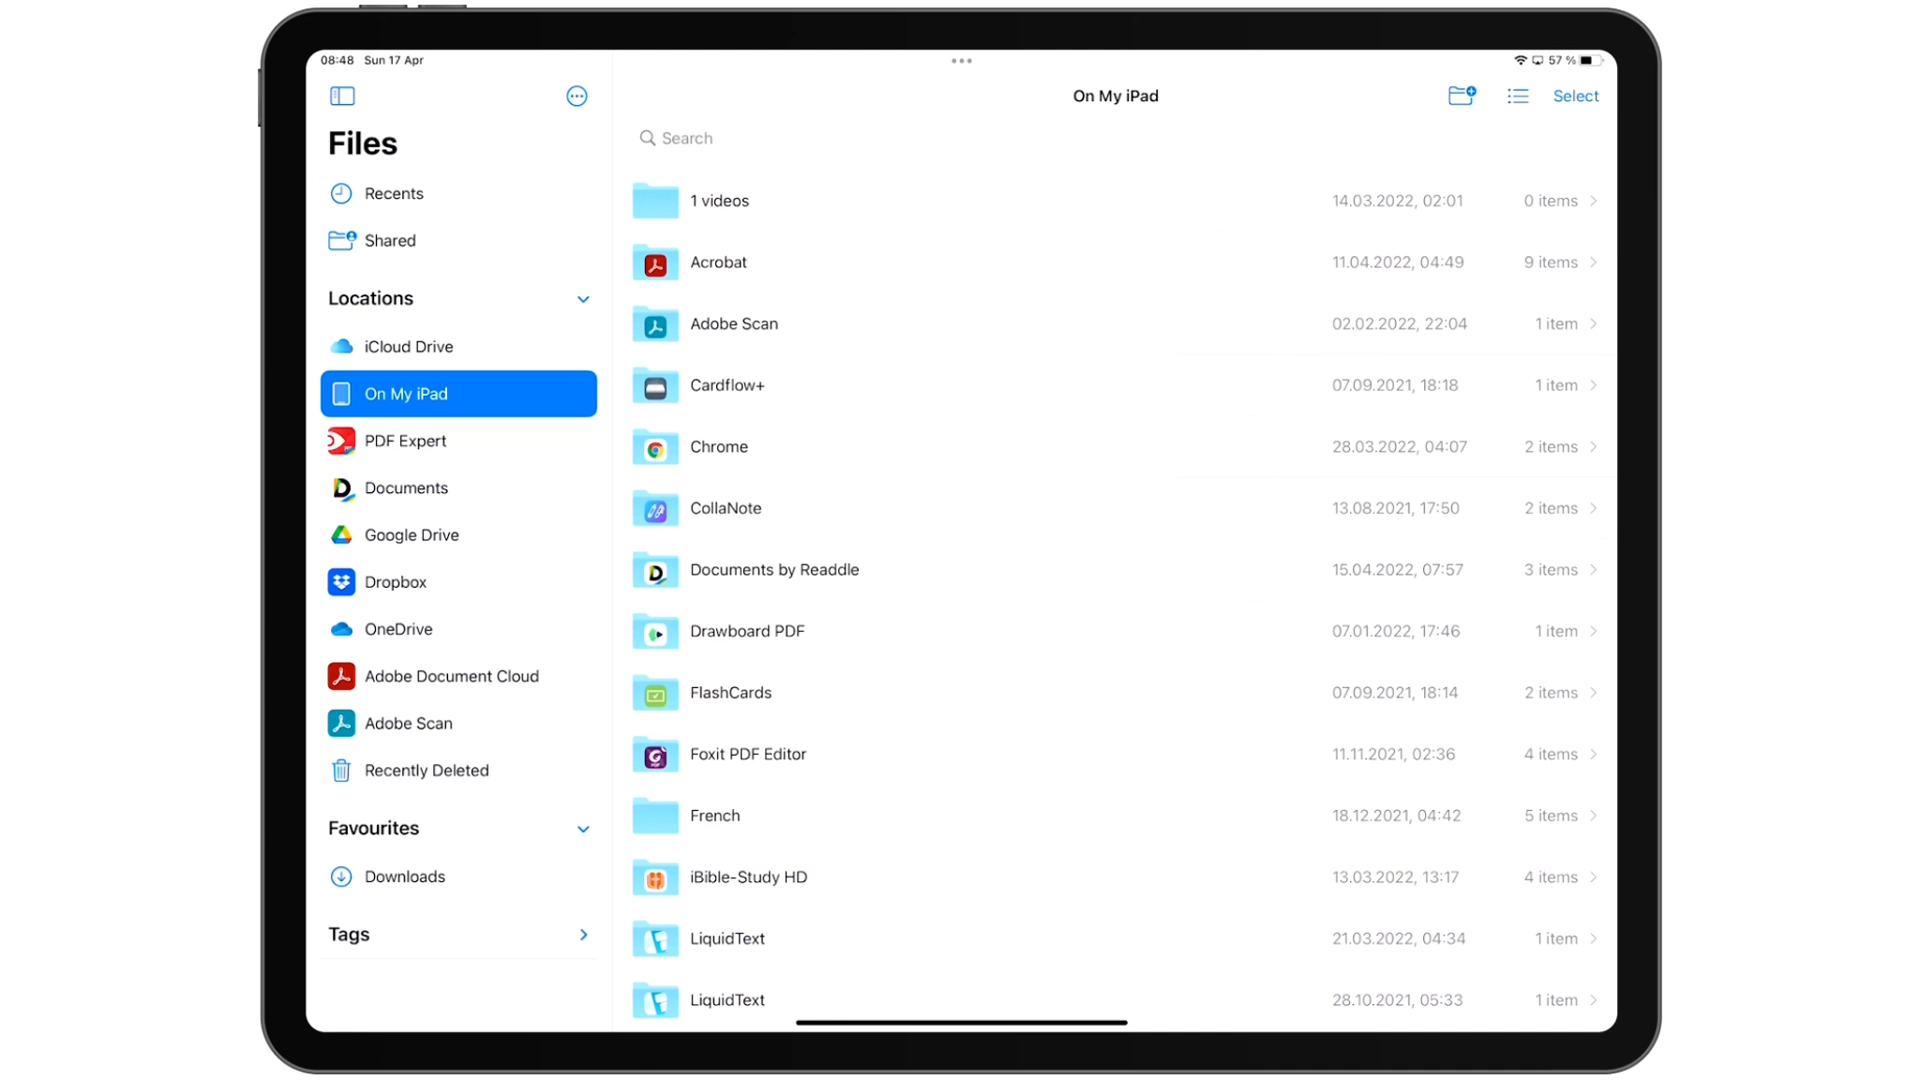 08:48 Sun 17 Apr
57 %
On My iPad
Select
Files
Search
Recents
Shared
Locations
iCloud Drive
On My iPad
PDF Expert
Documents
Google Drive
Dropbox
OneDrive
Adobe Document Cloud
Adobe Scan
Recently Deleted
Favourites
Downloads
Tags
1 videos 14.03.2022, 02:01 0 items
Acrobat 11.04.2022, 04:49 9 items
Adobe Scan 02.02.2022, 22:04 1 item
Cardflow+ 07.09.2021, 18:18 1 item
Chrome 28.03.2022, 04:07 2 items
CollaNote 13.08.2021, 17:50 2 items
Documents by Readdle 15.04.2022, 07:57 3 items
Drawboard PDF 07.01.2022, 17:46 1 item
FlashCards 07.09.2021, 18:14 2 items
Foxit PDF Editor 11.11.2021, 02:36 4 items
French 18.12.2021, 04:42 5 items
iBible-Study HD 13.03.2022, 13:17 4 items
LiquidText 21.03.2022, 04:34 1 item
LiquidText 28.10.2021, 05:33 1 item